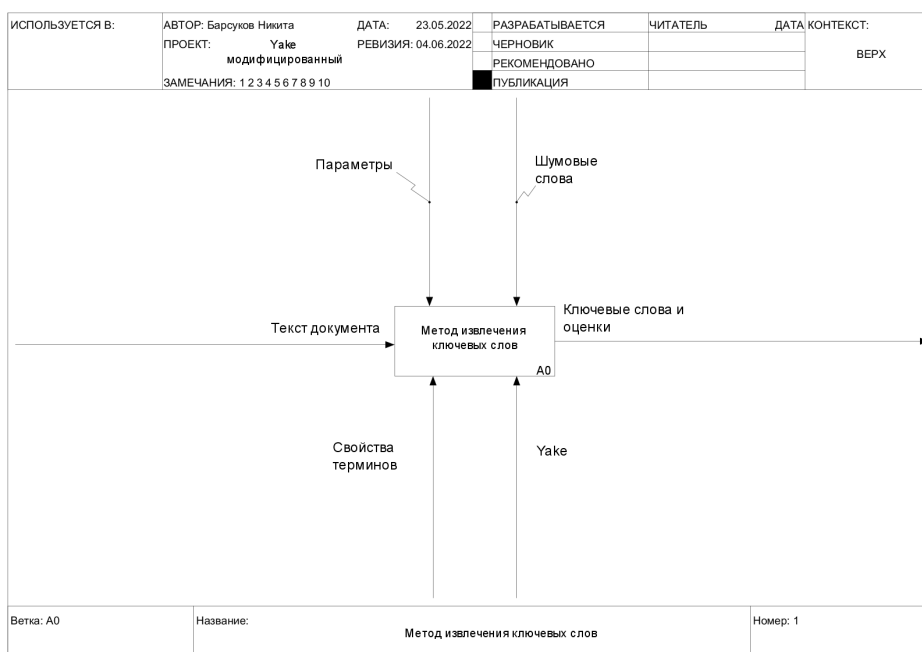 ИСПОЛЬЗУЕТСЯ В:
АВТОР: Барсуков Никита
ДАТА: 23.05.2022
РАЗРАБАТЫВАЕТСЯ
ЧИТАТЕЛЬ
ДАТА
КОНТЕКСТ:
ПРОЕКТ: Yake
модифицированный
РЕВИЗИЯ: 04.06.2022
ЧЕРНОВИК
ВЕРХ
РЕКОМЕНДОВАНО
ЗАМЕЧАНИЯ: 1 2 3 4 5 6 7 8 9 10
ПУБЛИКАЦИЯ
Параметры
Шумовые
слова
Текст документа
Метод извлечения
ключевых слов
A0
Ключевые слова и
оценки
Свойства
терминов
Yake
Ветка: A0
Название:
Метод извлечения ключевых слов
Номер: 1